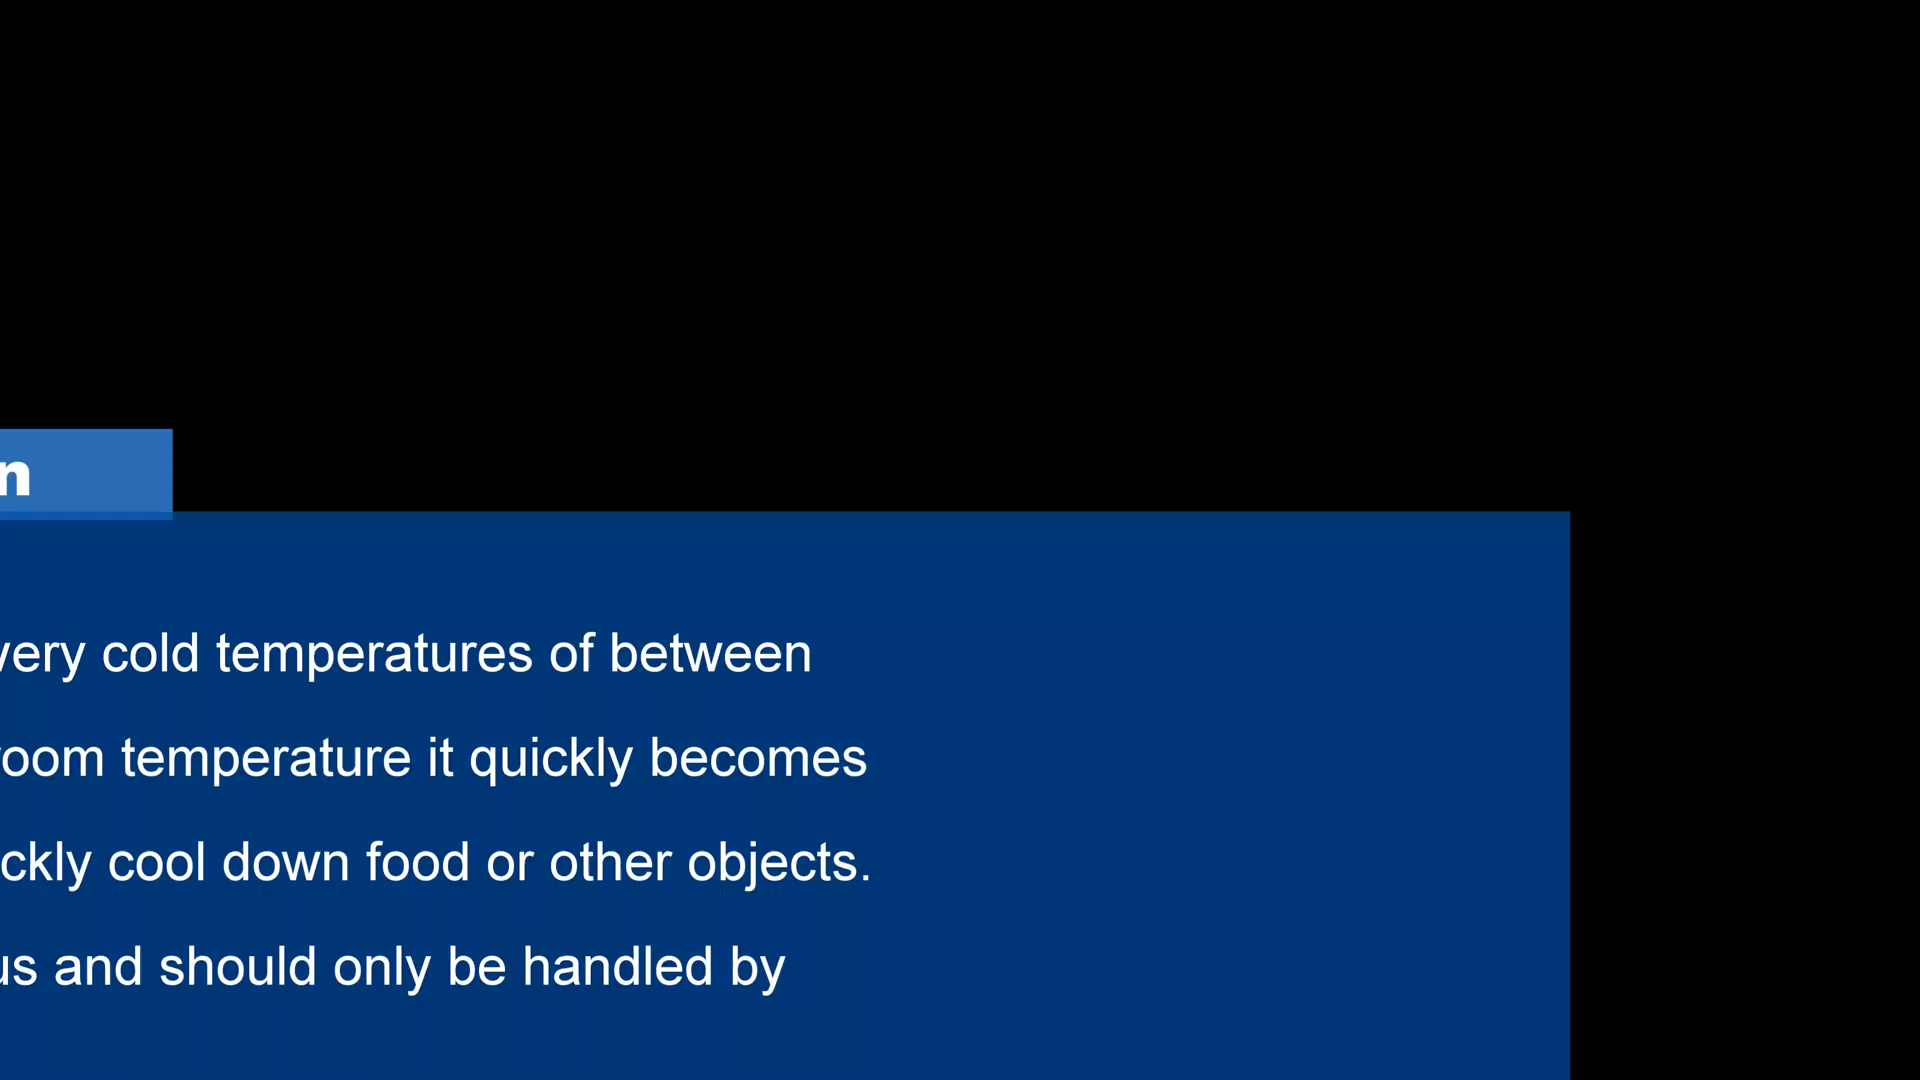 n
very cold temperatures of between
room temperature it quickly becomes
ckly cool down food or other objects.
us and should only be handled by